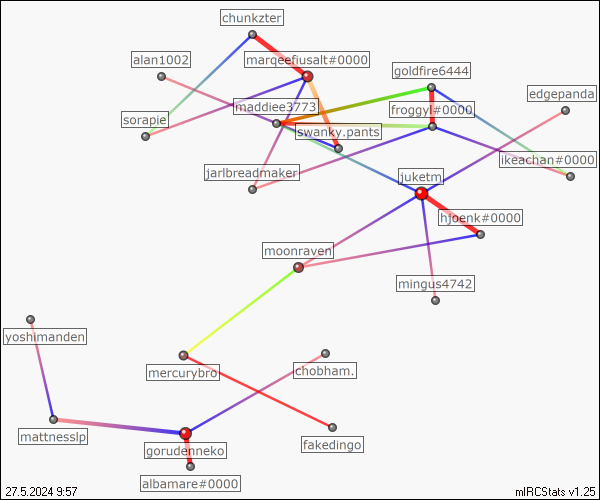 chunkzter
alan1002
marqeefiusalt#0000
goldfire6444
edgepanda
maddiee3773
froggyl#0000
sorapie
swanky.pants
ikeachan#0000
jarlbreadmaker
juketm
hjoenk#0000
moonraven
mingus4742
yoshimanden
mercurybro
chobham.
mattnesslp
gorudenneko
fakedingo
albamare#0000
27.5.2024 9:57
mIRCStats v1.25